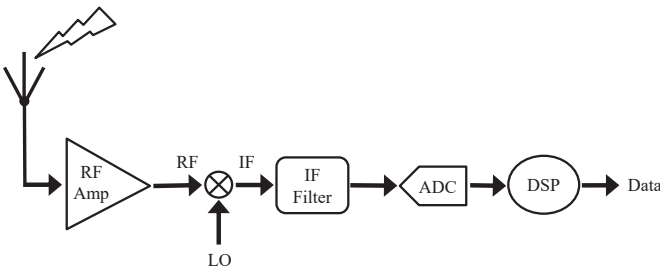 RF
Amp
RF
IF
LO
IF
Filter
ADC
DSP
Data